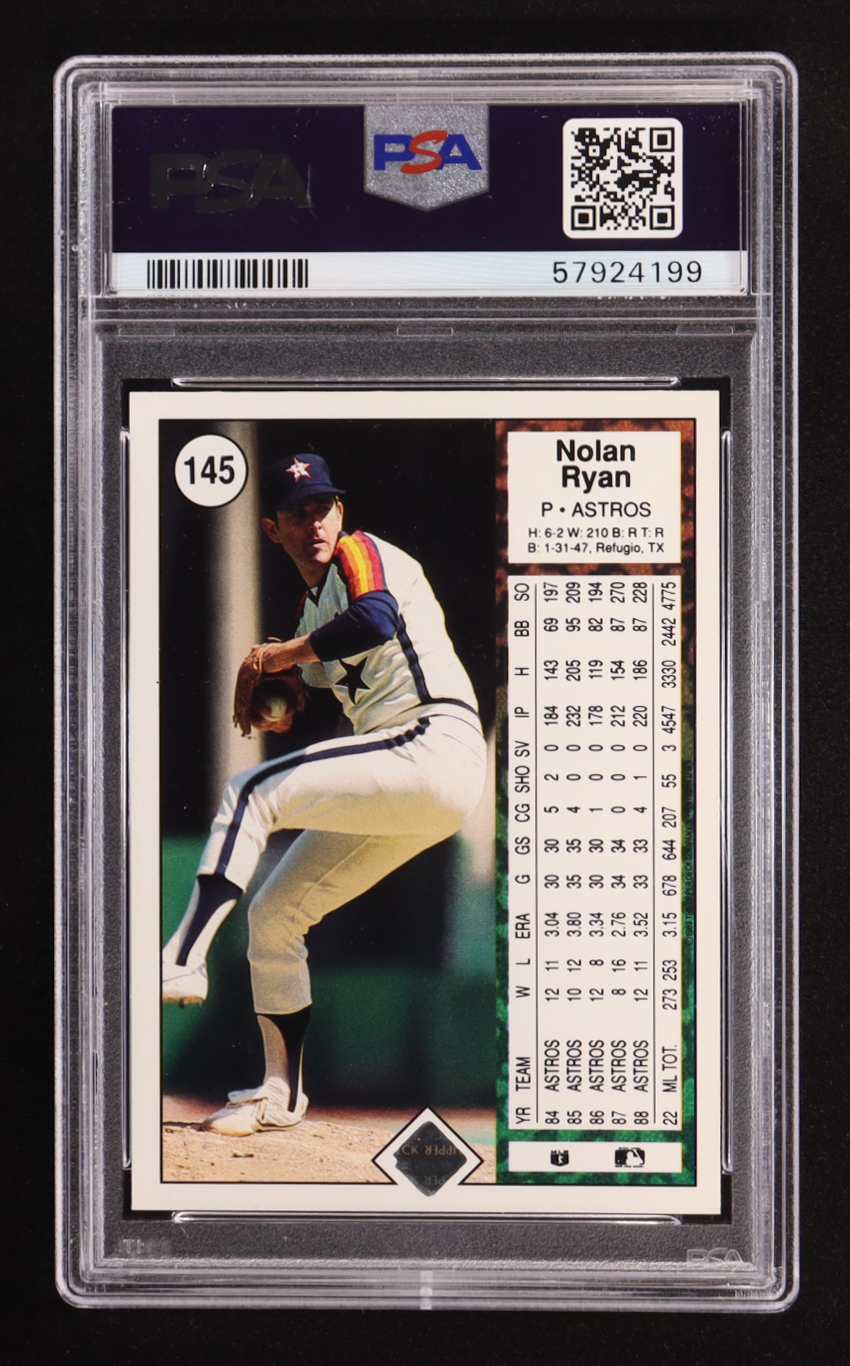 PSA
PSA
57924199
145
Nolan
Ryan
P • ASTROS
H: 6-2 W: 210 B: R T: R
B: 1-31-47, Refugio, TX
YR TEAM W L ERA G GS CG SHO SV IP H BB SO
84 ASTROS 12 11 3.04 30 30 5 2 0 184 143 69 197
85 ASTROS 10 12 3.80 35 35 4 0 0 232 205 95 209
86 ASTROS 12 8 3.34 30 30 1 0 0 178 119 82 194
87 ASTROS 8 16 2.76 34 34 0 0 0 212 154 87 270
88 ASTROS 12 11 3.52 33 33 4 1 0 220 186 87 228
22 ML TOT. 273 253 3.15 678 644 207 55 3 4547 3330 2442 4775
PSA